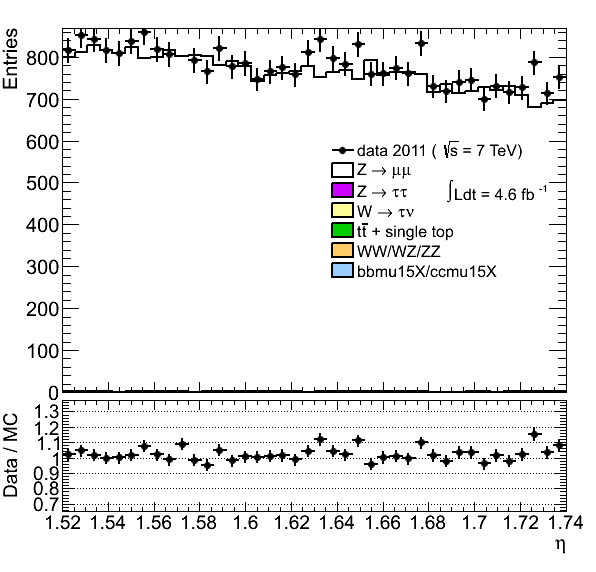 Entries
800
700
600
500
400
300
200
100
0
data 2011 ( √s = 7 TeV)
Z → μμ
Z → ττ
∫Ldt = 4.6 fb⁻¹
W → τν
tt̅ + single top
WW/WZ/ZZ
bbmu15X/ccmu15X
Data / MC
1.3
1.2
1.1
1
0.9
0.8
0.7
1.52 1.54 1.56 1.58 1.6 1.62 1.64 1.66 1.68 1.7 1.72 1.74
η